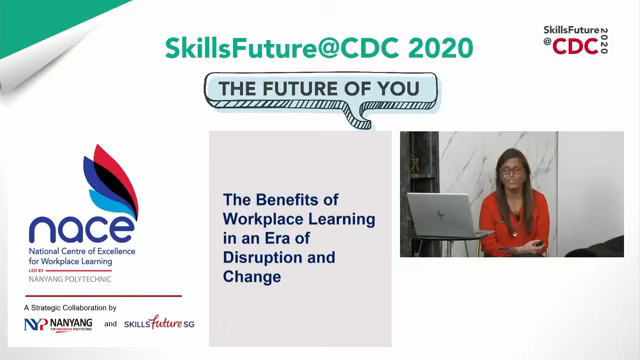 SkillsFuture@CDC 2020
SkillsFuture
@CDC
2020
THE FUTURE OF YOU
nace
National Centre of Excellence
for Workplace Learning
LED BY
NANYANG POLYTECHNIC
The Benefits of
Workplace Learning
in an Era of
Disruption and
Change
hp
A Strategic Collaboration by
NYP NANYANG
and
SKILLSfuture SG